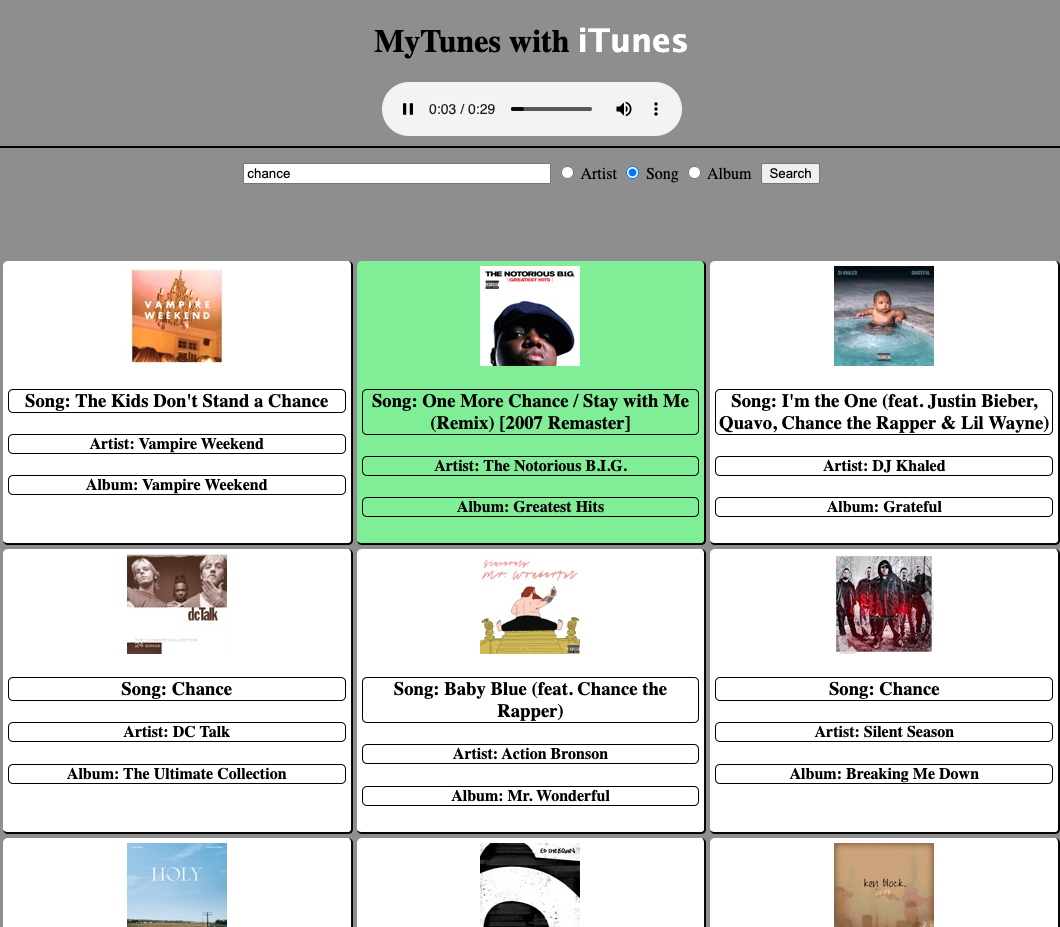 MyTunes with iTunes
0:03 / 0:29
chance
Artist Song Album Search
VAMPIRE
WEEKEND
Song: The Kids Don't Stand a Chance
Artist: Vampire Weekend
Album: Vampire Weekend
THE NOTORIOUS B.I.G.
GREATEST HITS
Song: One More Chance / Stay with Me
(Remix) [2007 Remaster]
Artist: The Notorious B.I.G.
Album: Greatest Hits
DJ KHALED
GRATEFUL
Song: I'm the One (feat. Justin Bieber,
Quavo, Chance the Rapper & Lil Wayne)
Artist: DJ Khaled
Album: Grateful
dcTalk
THE ULTIMATE COLLECTION
Song: Chance
Artist: DC Talk
Album: The Ultimate Collection
sincerely,
Mr. Wonderful
Song: Baby Blue (feat. Chance the
Rapper)
Artist: Action Bronson
Album: Mr. Wonderful
Song: Chance
Artist: Silent Season
Album: Breaking Me Down
HOLY
ED SHEERAN
ken block.